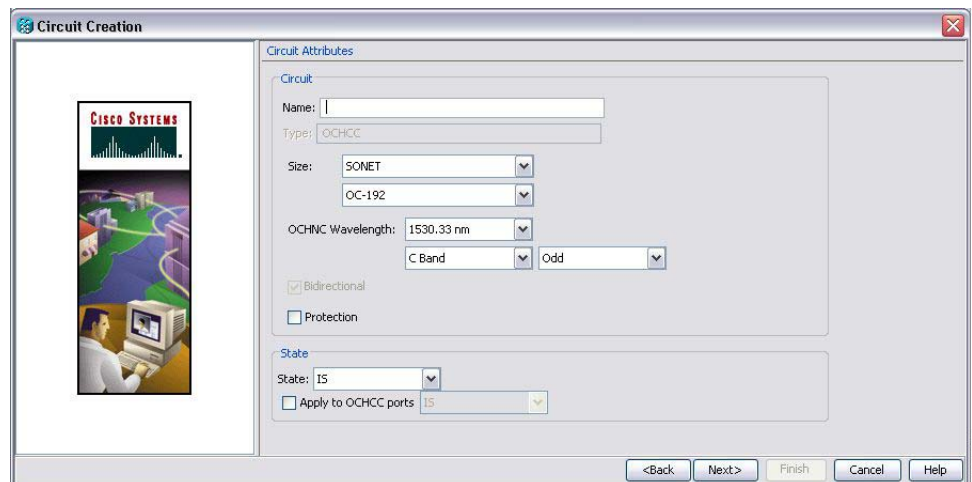 Circuit Creation
CISCO SYSTEMS
Circuit Attributes
Circuit
Name:
Type: OCHCC
Size: SONET
OC-192
OCHNC Wavelength: 1530.33 nm
C Band Odd
Bidirectional
Protection
State
State: IS
Apply to OCHCC ports IS
<Back Next> Finish Cancel Help